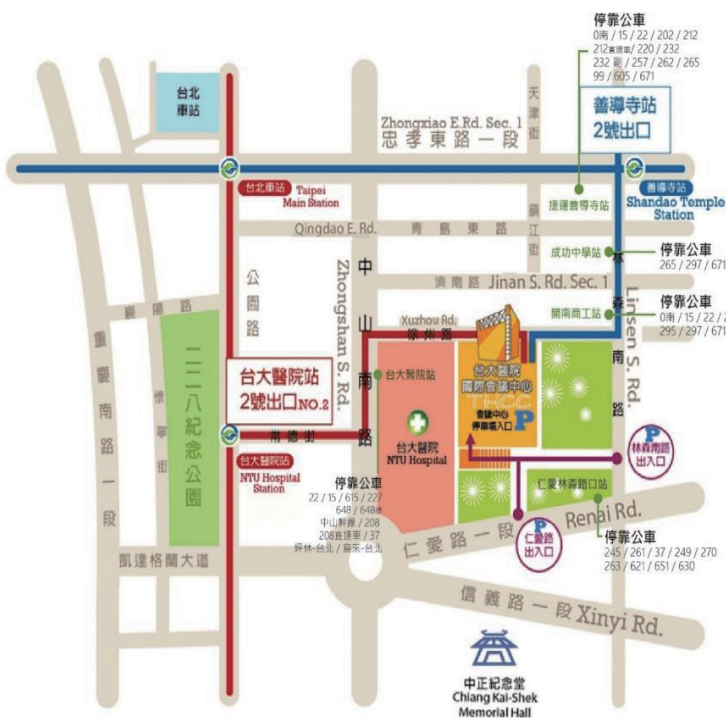 停靠公車
0南 / 15 / 22 / 202 / 212
212直達車/ 220 / 232
232 副 / 257 / 262 / 265
99 / 605 / 671
台北
車站
天津街
善導寺站
2號出口
Zhongxiao E.Rd. Sec. 1
忠孝東路一段
台北車站
Taipei
Main Station
善導寺站
Shandao Temple
Station
捷運善導寺站
鎮江街
Qingdao E. Rd.
青島東路
成功中學站
停靠公車
265 / 297 / 671
公園路
中山南路
Zhongshan S. Rd.
濟南路 Jinan S. Rd. Sec. 1
林森南路
Linsen S. Rd.
襄陽路
開南商工站
停靠公車
0南 / 15 / 22 / 2
295 / 297 / 671
Xuzhou Rd.
徐州路
重慶南路一段
懷寧街
二二八紀念公園
台大醫院站
2號出口NO.2
台大醫院站
台大醫院
國際會議中心
THCC
會議中心
停車場入口 P
台大醫院
NTU Hospital
常德街
台大醫院站
NTU Hospital
Station
P
林森南路
出入口
停靠公車
22 / 15 / 615 / 227
中山幹線 / 208
208直達車 / 37
坪林-台北 / 烏來-台北
仁愛林森路口站
仁愛路一段 Renai Rd.
P
仁愛路
出入口
停靠公車
245 / 261 / 37 / 249 / 270
263 / 621 / 651 / 630
凱達格蘭大道
信義路一段 Xinyi Rd.
中正紀念堂
Chiang Kai-Shek
Memorial Hall